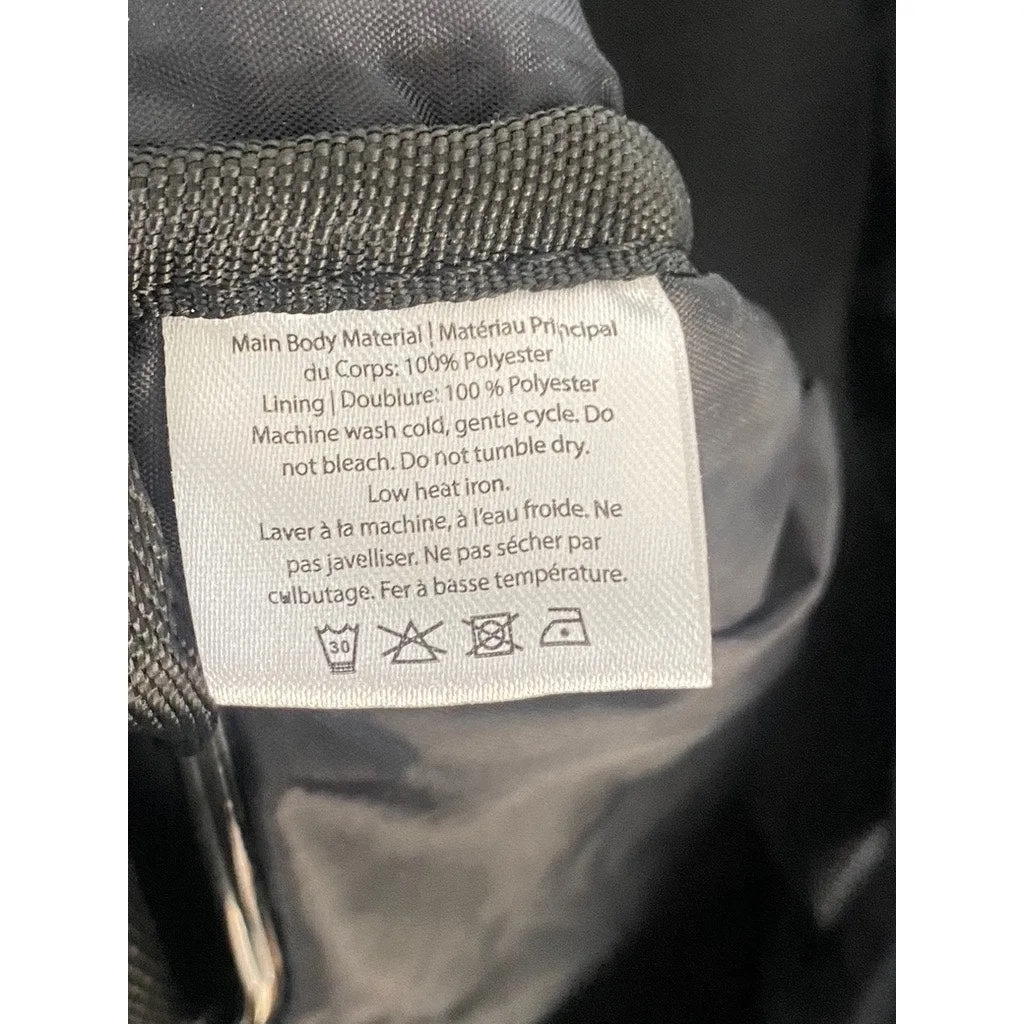 Main Body Material | Matériau Principal
du Corps: 100% Polyester
Lining | Doublure: 100 % Polyester
Machine wash cold, gentle cycle. Do
not bleach. Do not tumble dry.
Low heat iron.
Laver à la machine, à l'eau froide. Ne
pas javelliser. Ne pas sécher par
culbutage. Fer à basse température.
30